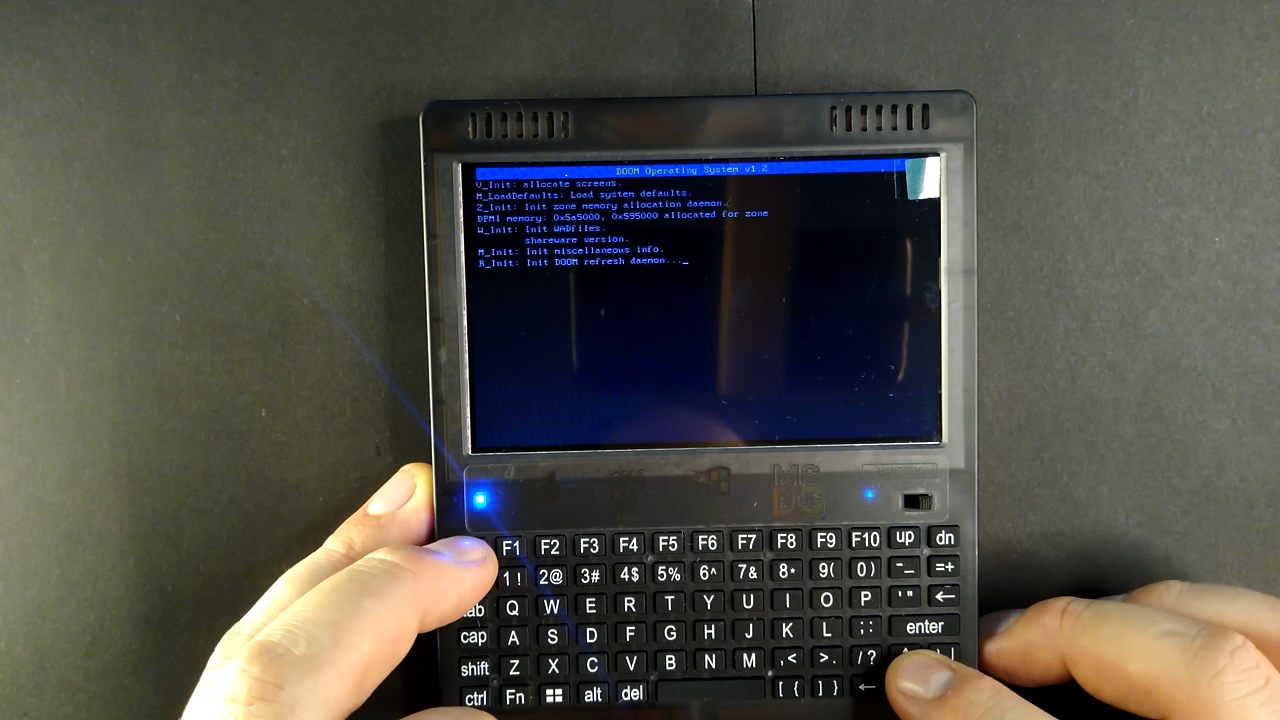 DOOM Operating System v1.2
V_Init: allocate screens.
M_LoadDefaults: Load system defaults.
Z_Init: Init zone memory allocation daemon.
DPMI memory: 0x5a5000, 0x595000 allocated for zone
W_Init: Init WADfiles.
shareware version.
M_Init: Init miscellaneous info.
R_Init: Init DOOM refresh daemon..._
MS
DOS
F1 F2 F3 F4 F5 F6 F7 F8 F9 F10 up dn
1! 2@ 3# 4$ 5% 6^ 7& 8* 9( 0) -_ =+
tab Q W E R T Y U I O P '" ←
cap A S D F G H J K L ;: enter
shift Z X C V B N M ,< >. /? \|
ctrl Fn alt del [{ ]} ←